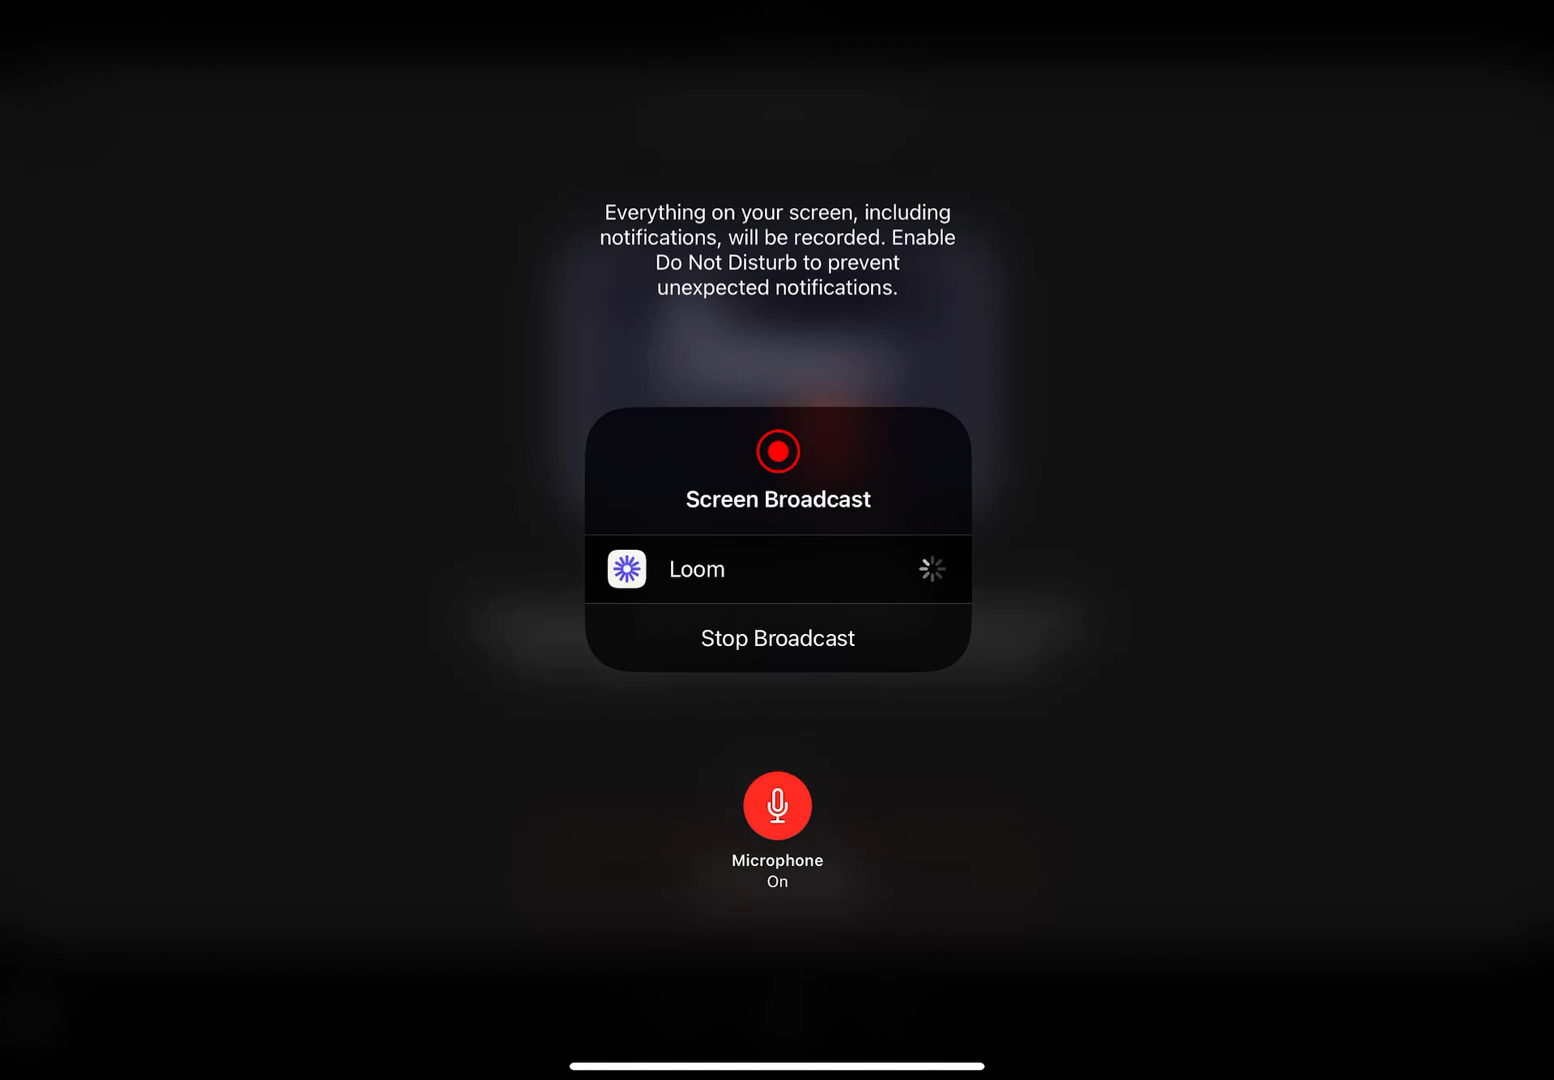 Everything on your screen, including
notifications, will be recorded. Enable
Do Not Disturb to prevent
unexpected notifications.
Screen Broadcast
Loom
Stop Broadcast
Microphone
On